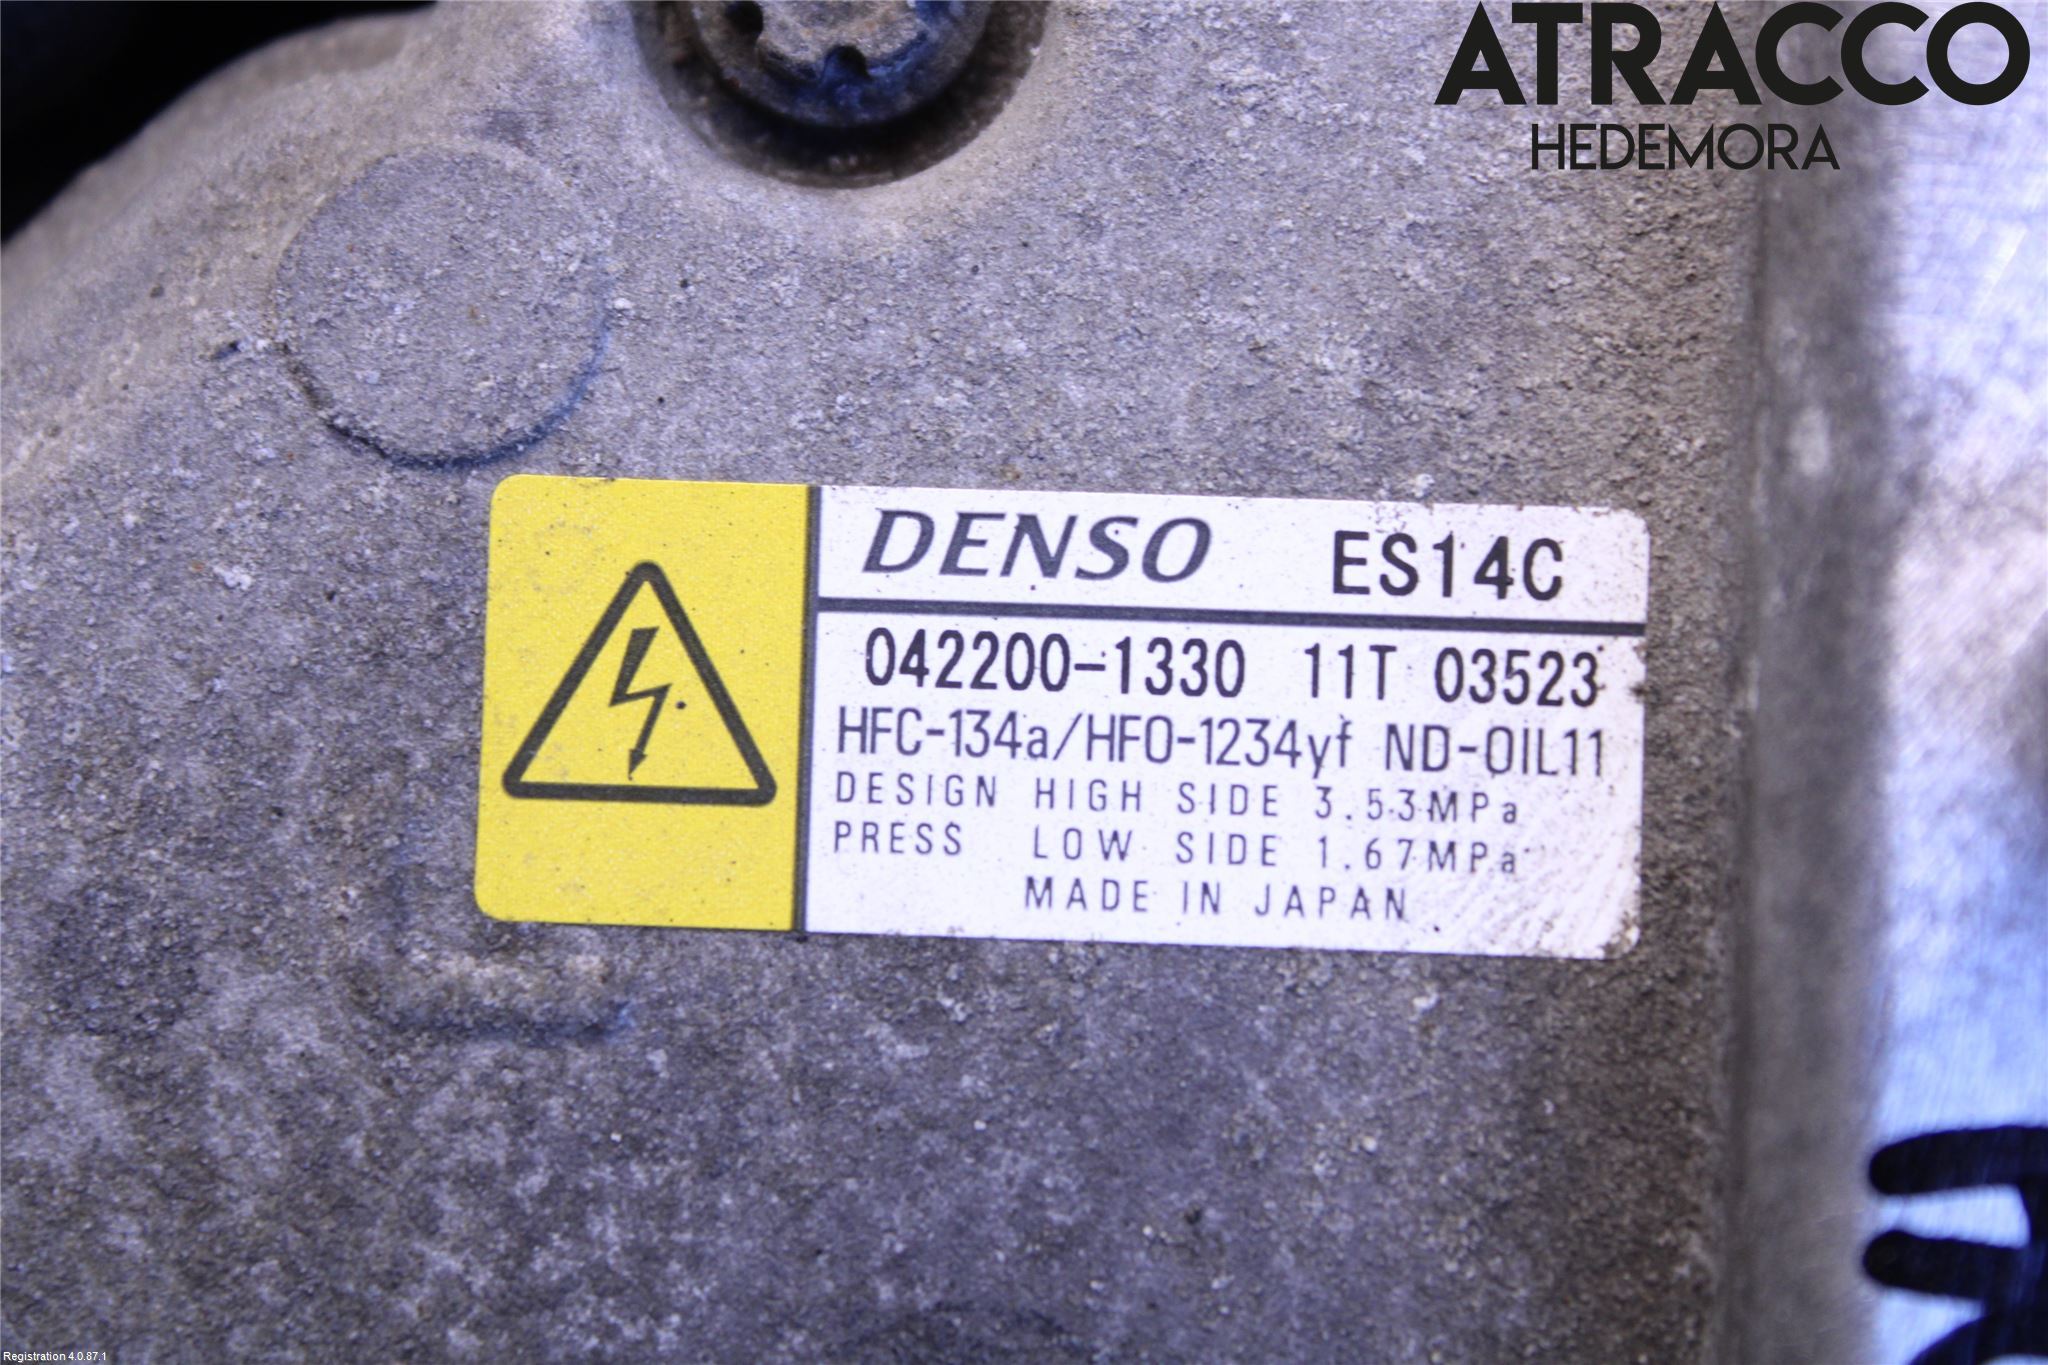 ATRACCO
HEDEMORA
DENSO ES14C
042200-1330 11T 03523
HFC-134a/HFO-1234yf ND-OIL11
DESIGN HIGH SIDE 3.53MPa
PRESS LOW SIDE 1.67MPa
MADE IN JAPAN
Registration 4.0.87.1